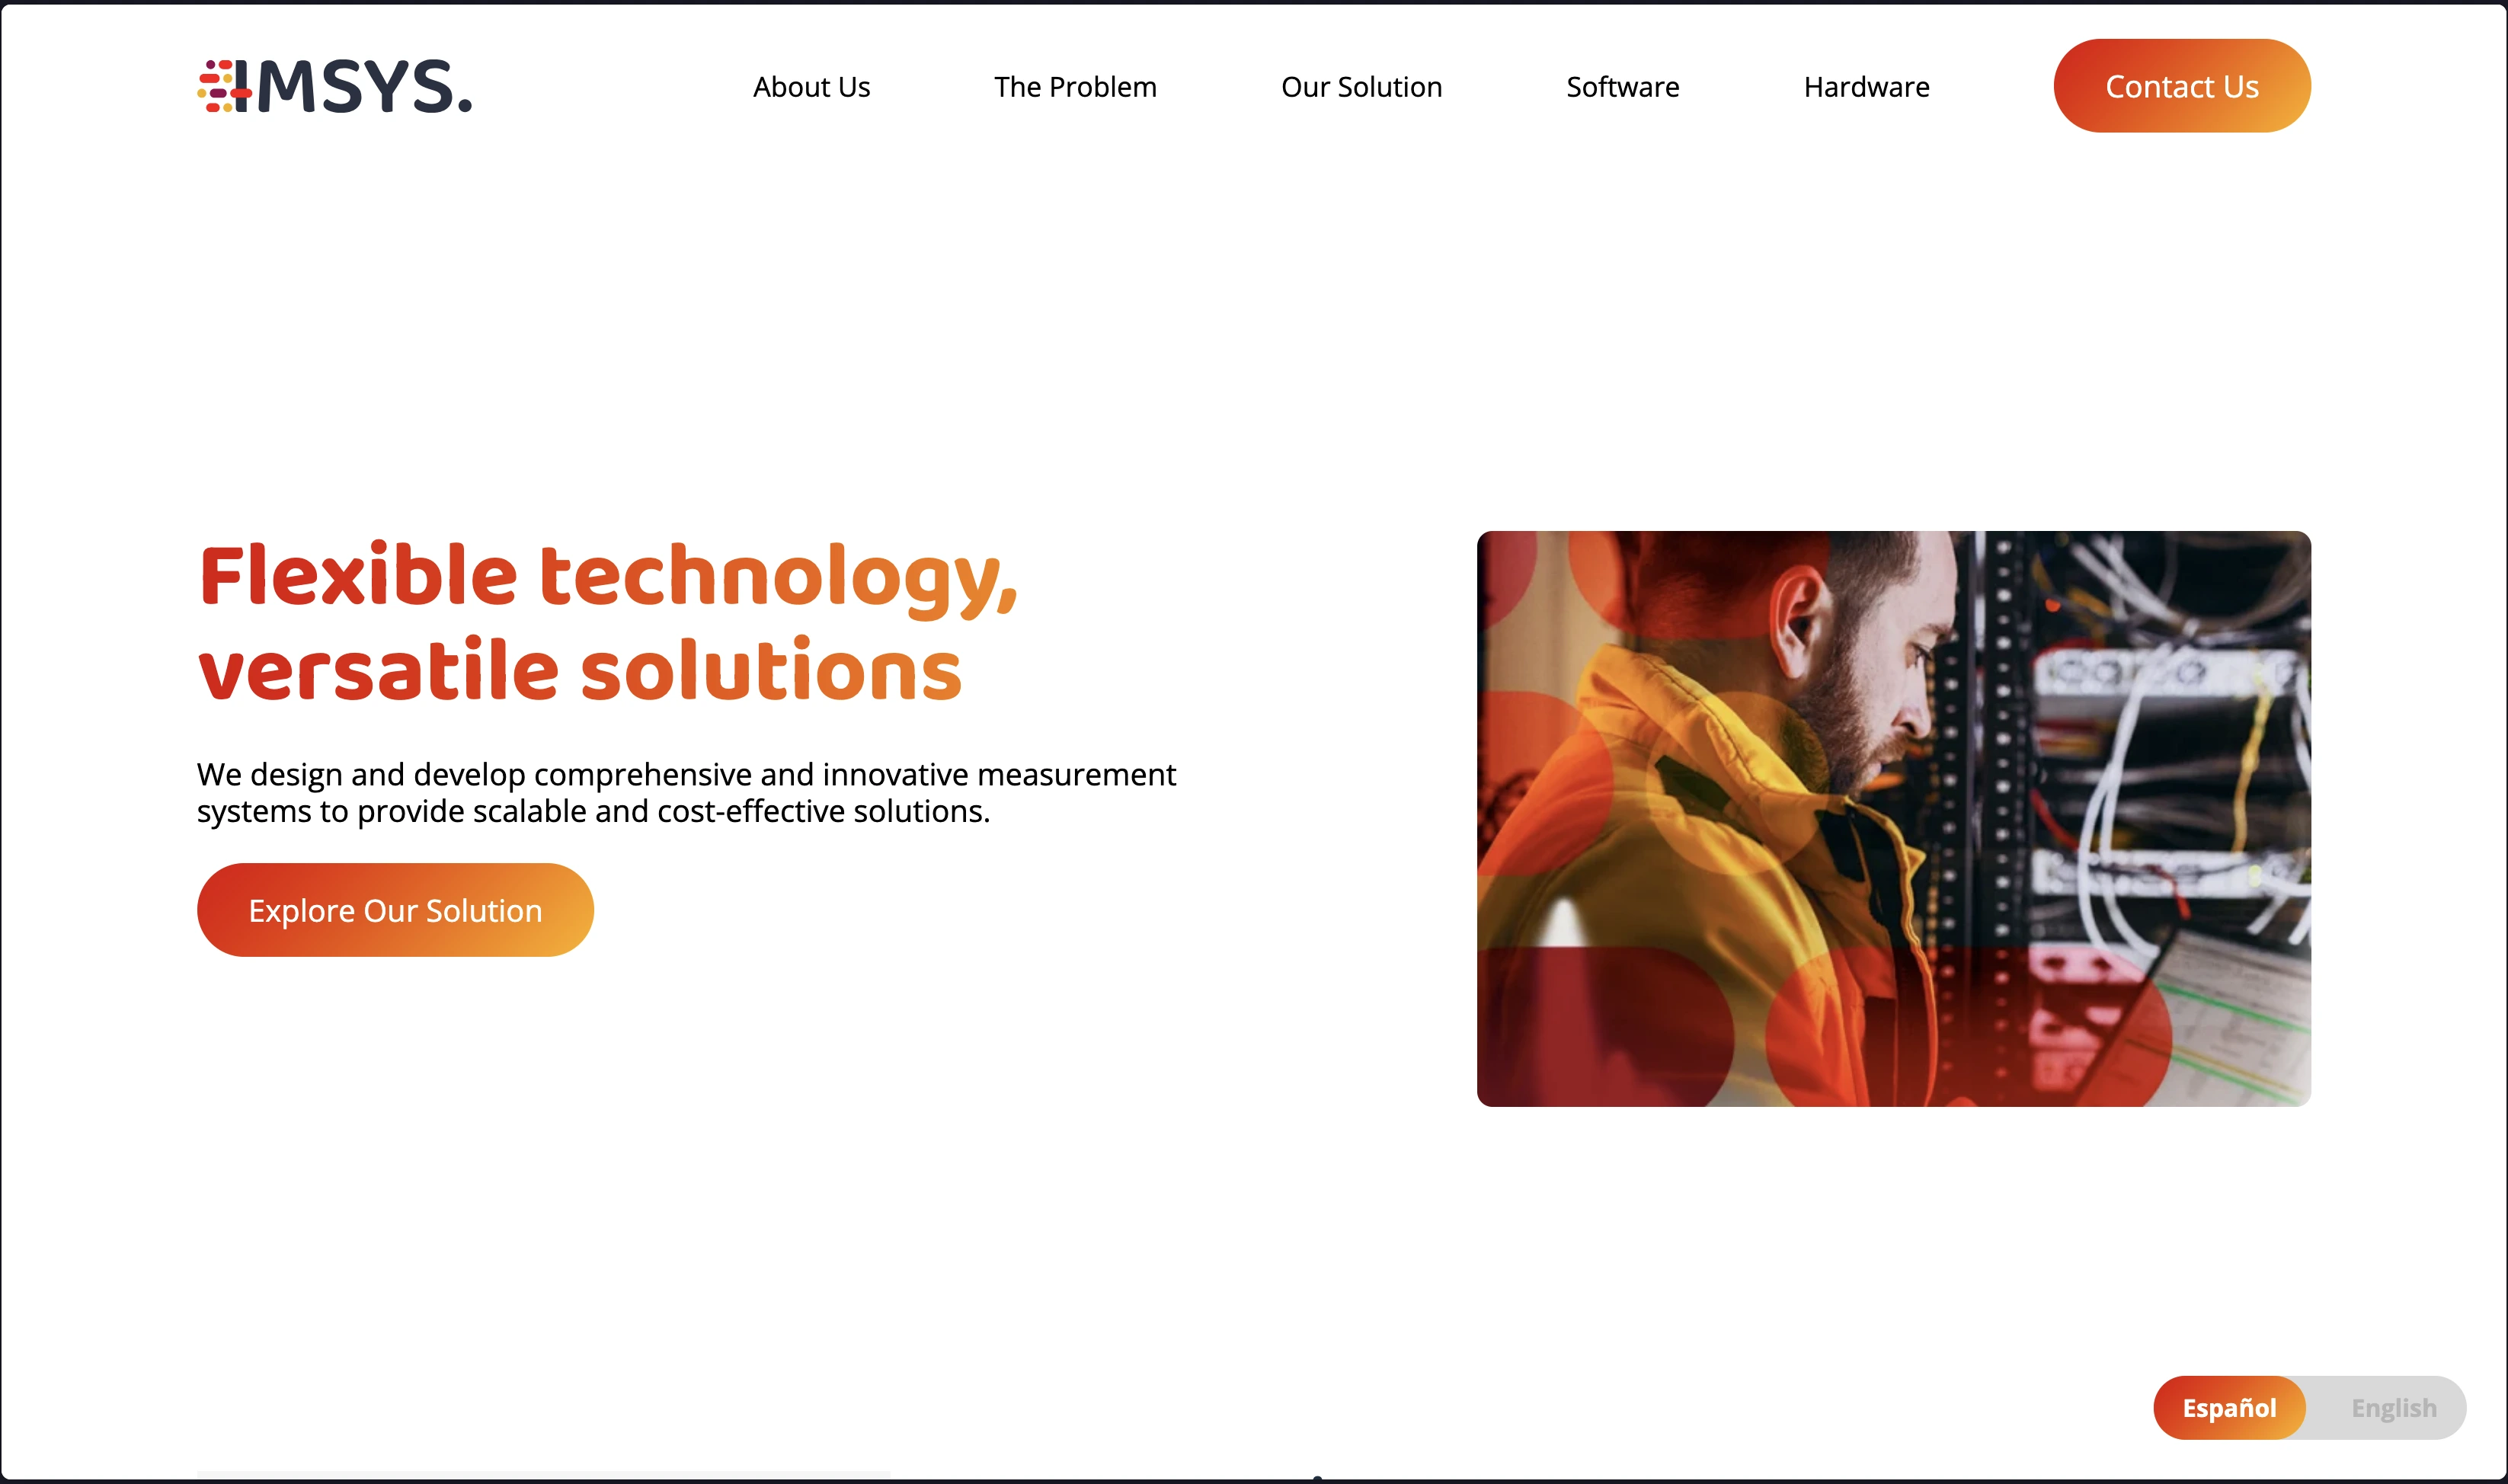 IMSYS.
About Us
The Problem
Our Solution
Software
Hardware
Contact Us
Flexible technology,
versatile solutions
We design and develop comprehensive and innovative measurement
systems to provide scalable and cost-effective solutions.
Explore Our Solution
Español
English